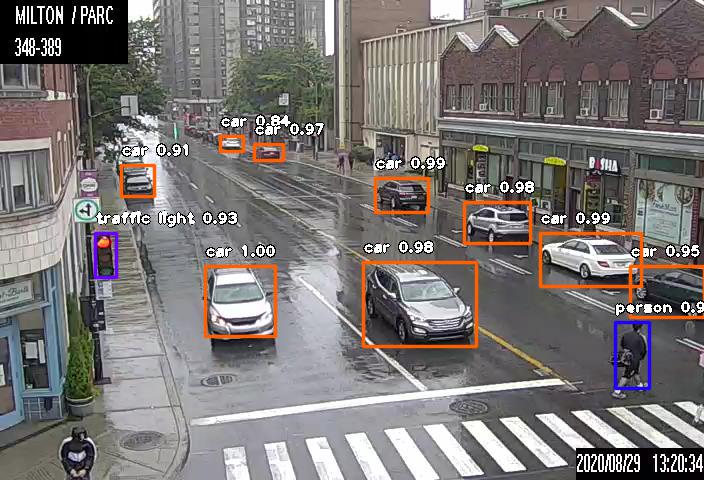 MILTON / PARC
348-389
car 0.84
car 0.97
car 0.91
car 0.99
car 0.98
traffic light 0.93
car 0.99
car 1.00
car 0.98
car 0.95
person 0.9
2020/08/29 13:20:34